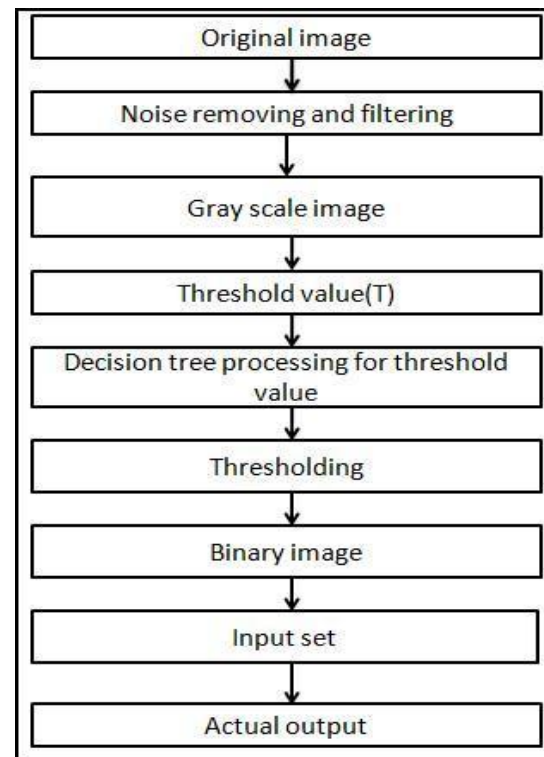 Original image
Noise removing and filtering
Gray scale image
Threshold value(T)
Decision tree processing for threshold
value
Thresholding
Binary image
Input set
Actual output